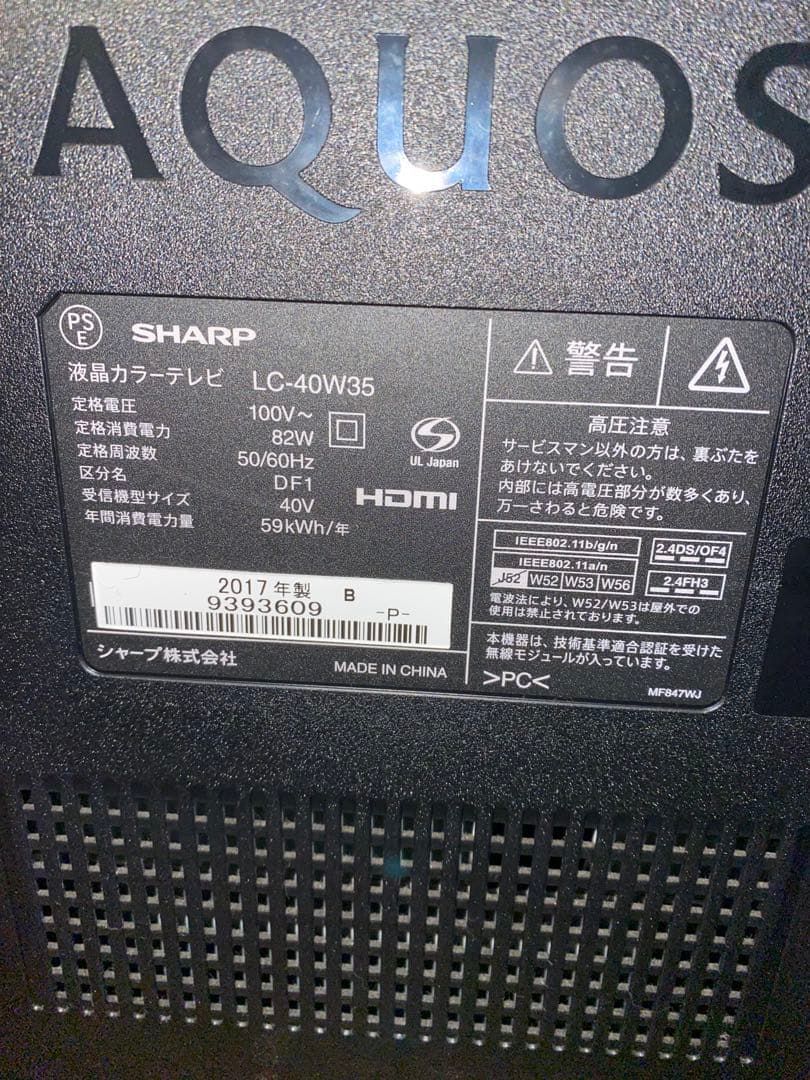 AQUOS
PS
E
SHARP
液晶カラーテレビ LC-40W35
定格電圧 100V～
定格消費電力 82W
定格周波数 50/60Hz
区分名 DF1
受信機型サイズ 40V
年間消費電力量 59kWh/年
UL Japan
HDMI
2017年製 B
9393609 -P-
シャープ株式会社 MADE IN CHINA
警告
高圧注意
サービスマン以外の方は、裏ぶたを
あけないでください。
内部には高電圧部分が数多くあり、
万一さわると危険です。
IEEE802.11b/g/n
IEEE802.11a/n
J52 W52 W53 W56
2.4DS/OF4
2.4FH3
電波法により、W52/W53は屋外での
使用は禁止されております。
本機器は、技術基準適合認証を受けた
無線モジュールが入っています。
>PC<
MF847WJ